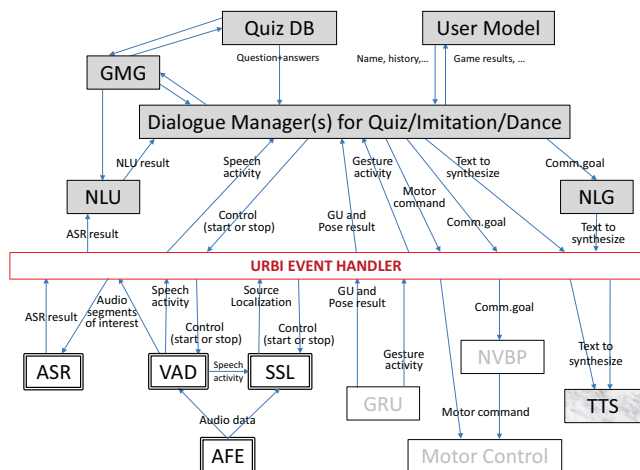 Quiz DB
User Model
Question+answers
Name, history,...
Game results, ...
GMG
Dialogue Manager(s) for Quiz/Imitation/Dance
NLU result
Speech
activity
Gesture
activity
Text to
synthesize
Comm.goal
Motor
command
NLU
NLG
Control
(start or stop)
GU and
Pose result
Comm.goal
Text to
synthesize
ASR result
URBI EVENT HANDLER
ASR result
Audio
segments
of interest
Speech
activity
Control
(start or stop)
Source
Localization
Control
(start or stop)
GU and
Pose result
Gesture
activity
Comm.goal
Text to
synthesize
ASR
VAD
Speech
activity
SSL
NVBP
GRU
TTS
Audio data
Motor command
AFE
Motor Control